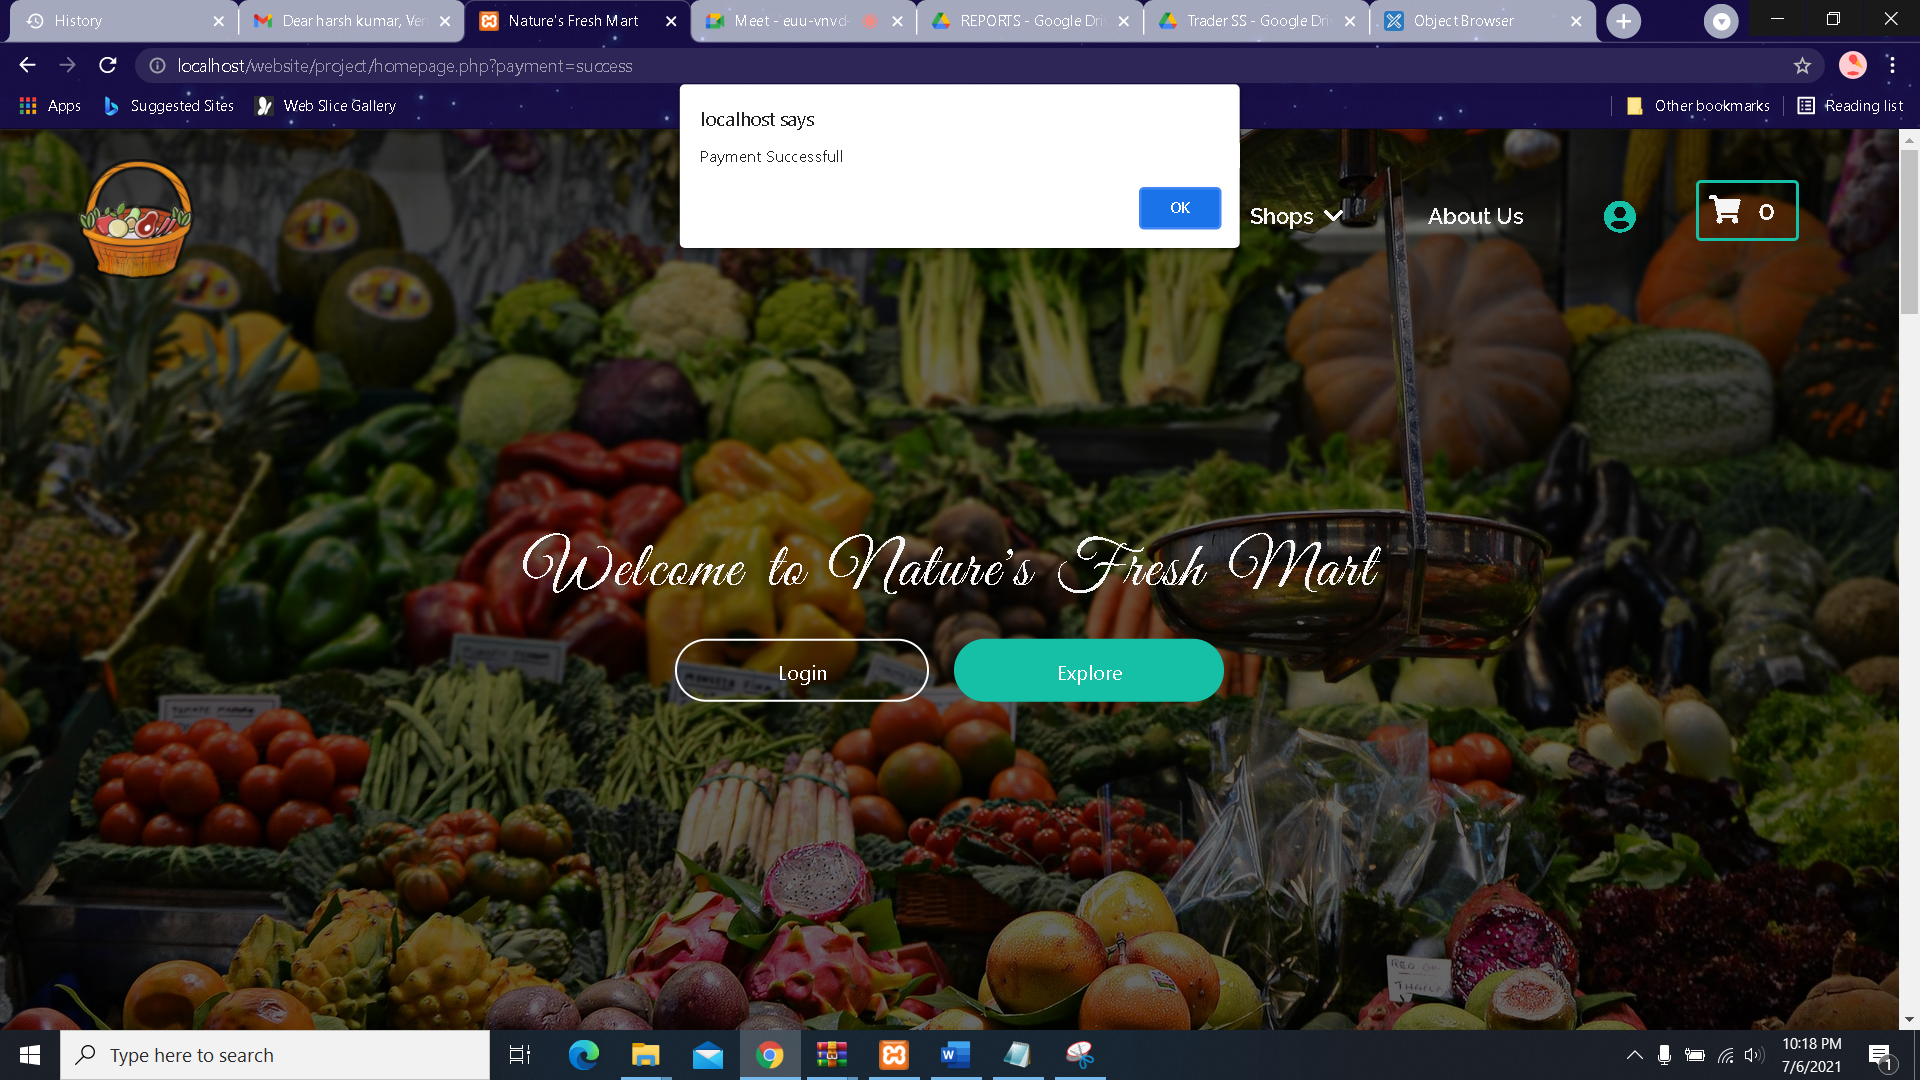 History
Dear harsh kumar, Ver
Nature's Fresh Mart
Meet - euu-vnvd-
REPORTS - Google Dri
Trader SS - Google Dri
Object Browser
localhost/website/project/homepage.php?payment=success
Apps
Suggested Sites
Web Slice Gallery
Other bookmarks
Reading list
localhost says
Payment Successfull
OK
Shops
About Us
0
Welcome to Nature's Fresh Mart
Login
Explore
Type here to search
10:18 PM
7/6/2021
1